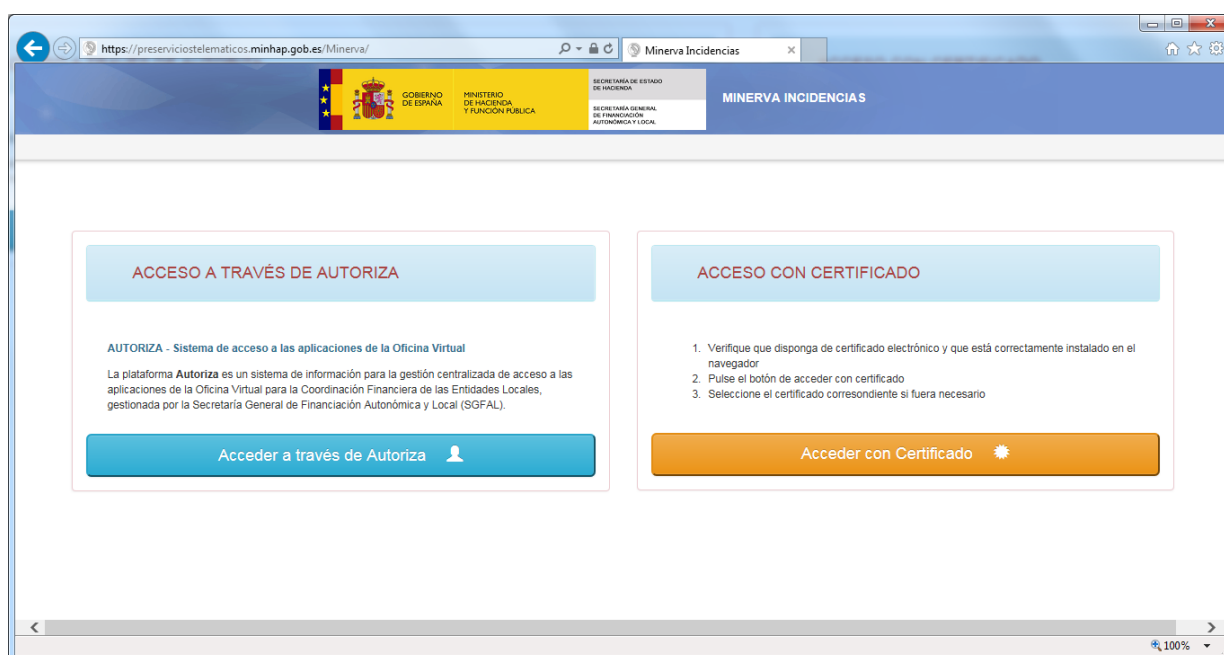 https://preserviciostelematicos.minhap.gob.es/Minerva/
Minerva Incidencias
GOBIERNO
DE ESPAÑA
MINISTERIO
DE HACIENDA
Y FUNCIÓN PÚBLICA
SECRETARÍA DE ESTADO
DE HACIENDA
SECRETARÍA GENERAL
DE FINANCIACIÓN
AUTONÓMICA Y LOCAL
MINERVA INCIDENCIAS
ACCESO A TRAVÉS DE AUTORIZA
AUTORIZA - Sistema de acceso a las aplicaciones de la Oficina Virtual
La plataforma Autoriza es un sistema de información para la gestión centralizada de acceso a las
aplicaciones de la Oficina Virtual para la Coordinación Financiera de las Entidades Locales,
gestionada por la Secretaría General de Financiación Autonómica y Local (SGFAL).
Acceder a través de Autoriza
ACCESO CON CERTIFICADO
1. Verifique que disponga de certificado electrónico y que está correctamente instalado en el
navegador
2. Pulse el botón de acceder con certificado
3. Seleccione el certificado corresondiente si fuera necesario
Acceder con Certificado
100%